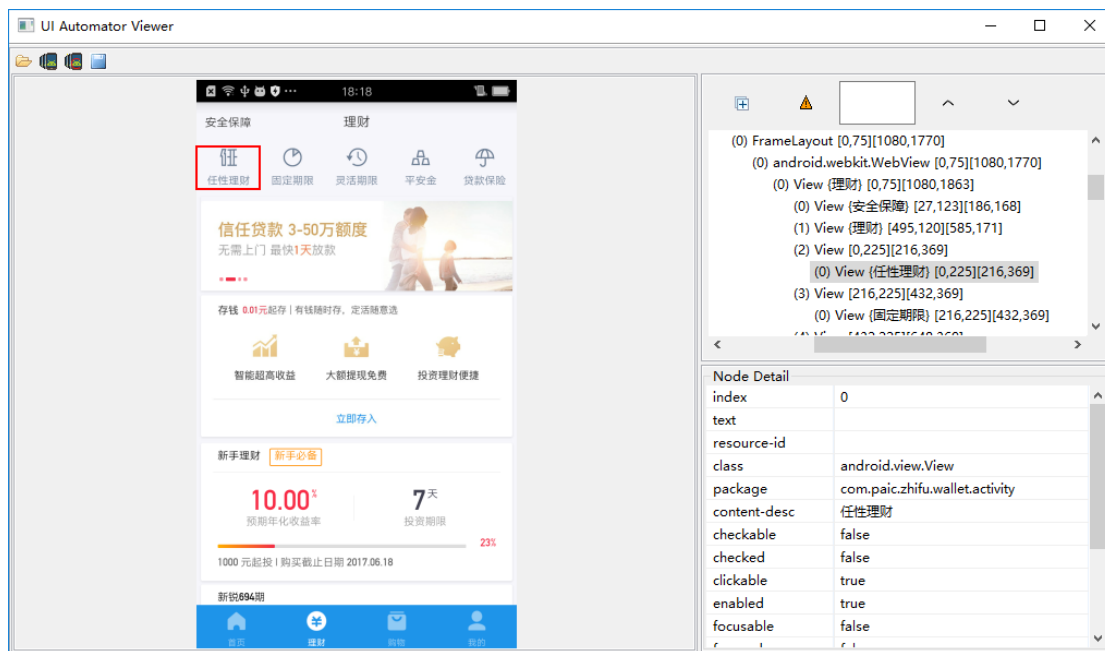 UI Automator Viewer
18:18
安全保障 理财
任性理财 固定期限 灵活期限 平安金 贷款保险
信任贷款 3-50万额度
无需上门 最快1天放款
存钱 0.01元起存 | 有钱随时存，定活随意选
智能超高收益 大额提现免费 投资理财便捷
立即存入
新手理财 新手必备
10.00% 7天
预期年化收益率 投资期限
23%
1000 元起投 | 购买截止日期 2017.06.18
新锐694期
首页 理财 购物 我的
(0) FrameLayout [0,75][1080,1770]
(0) android.webkit.WebView [0,75][1080,1770]
(0) View {理财} [0,75][1080,1863]
(0) View {安全保障} [27,123][186,168]
(1) View {理财} [495,120][585,171]
(2) View [0,225][216,369]
(0) View {任性理财} [0,225][216,369]
(3) View [216,225][432,369]
(0) View {固定期限} [216,225][432,369]
Node Detail
index 0
text
resource-id
class android.view.View
package com.paic.zhifu.wallet.activity
content-desc 任性理财
checkable false
checked false
clickable true
enabled true
focusable false